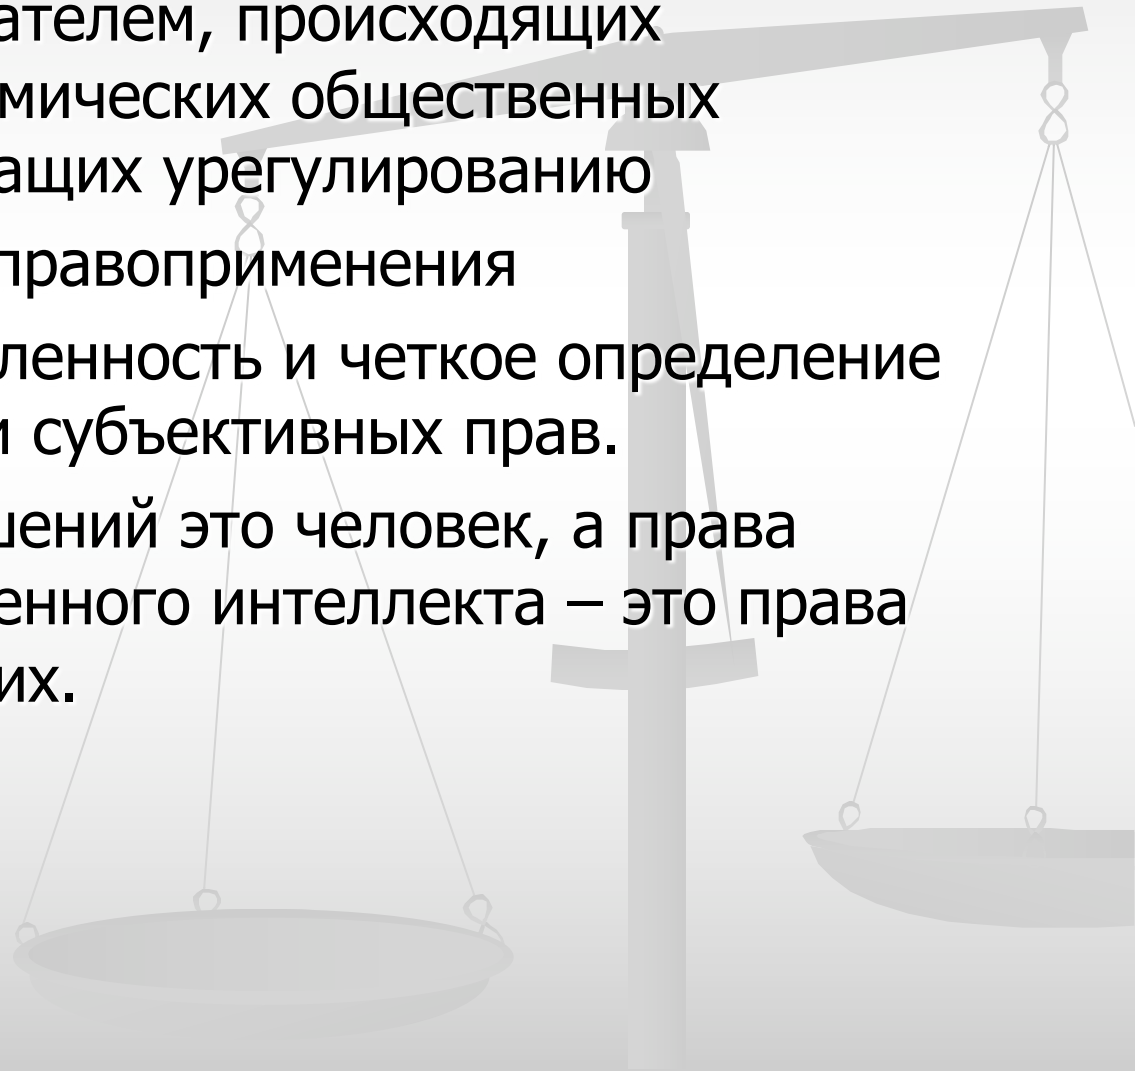 ателем, происходящих
мических общественных
ащих урегулированию
правоприменения
ленность и четкое определение
и субъективных прав.
шений это человек, а права
енного интеллекта – это права
их.